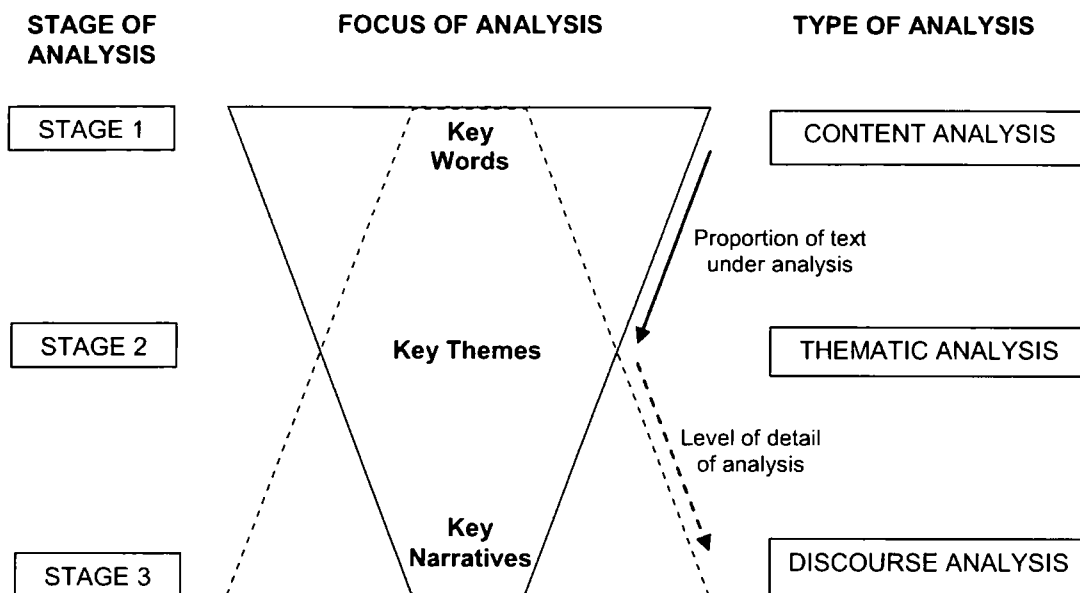 STAGE OF
ANALYSIS
FOCUS OF ANALYSIS
TYPE OF ANALYSIS
STAGE 1
Key
Words
CONTENT ANALYSIS
Proportion of text
under analysis
STAGE 2
Key Themes
THEMATIC ANALYSIS
Level of detail
of analysis
Key
Narratives
STAGE 3
DISCOURSE ANALYSIS